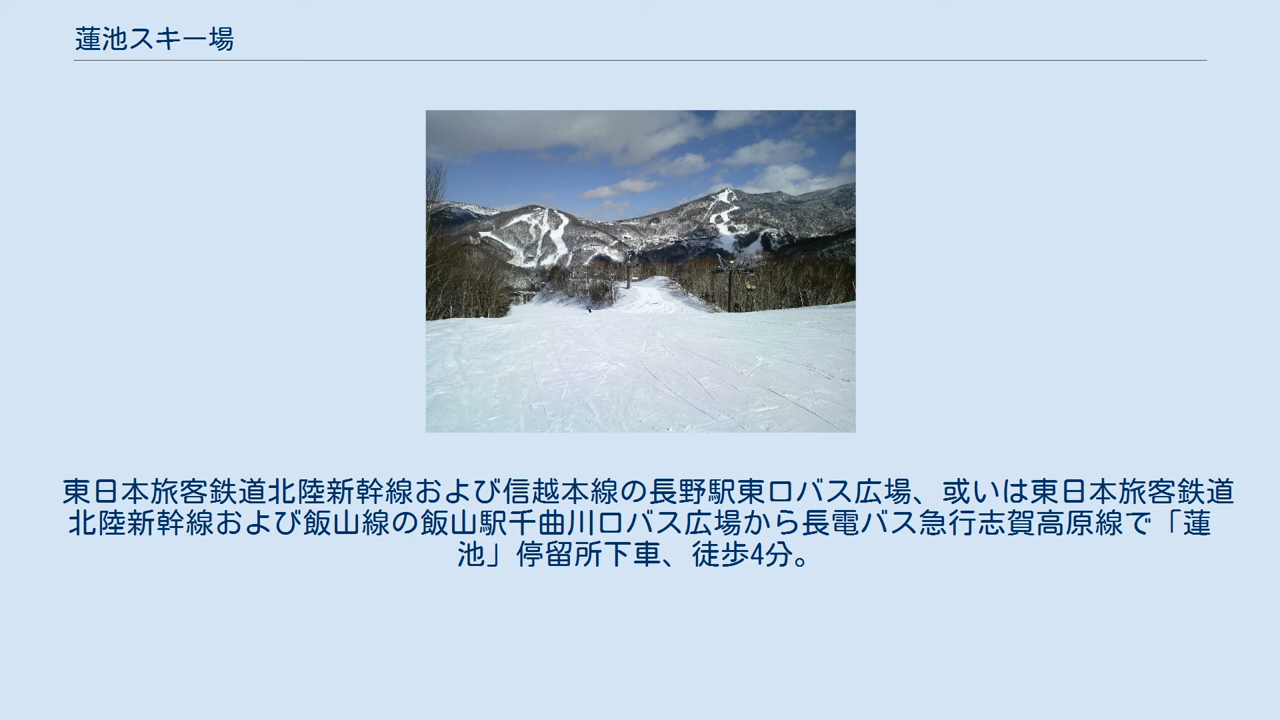 蓮池スキー場
東日本旅客鉄道北陸新幹線および信越本線の長野駅東口バス広場、或いは東日本旅客鉄道
北陸新幹線および飯山線の飯山駅千曲川口バス広場から長電バス急行志賀高原線で「蓮
池」停留所下車、徒歩4分。